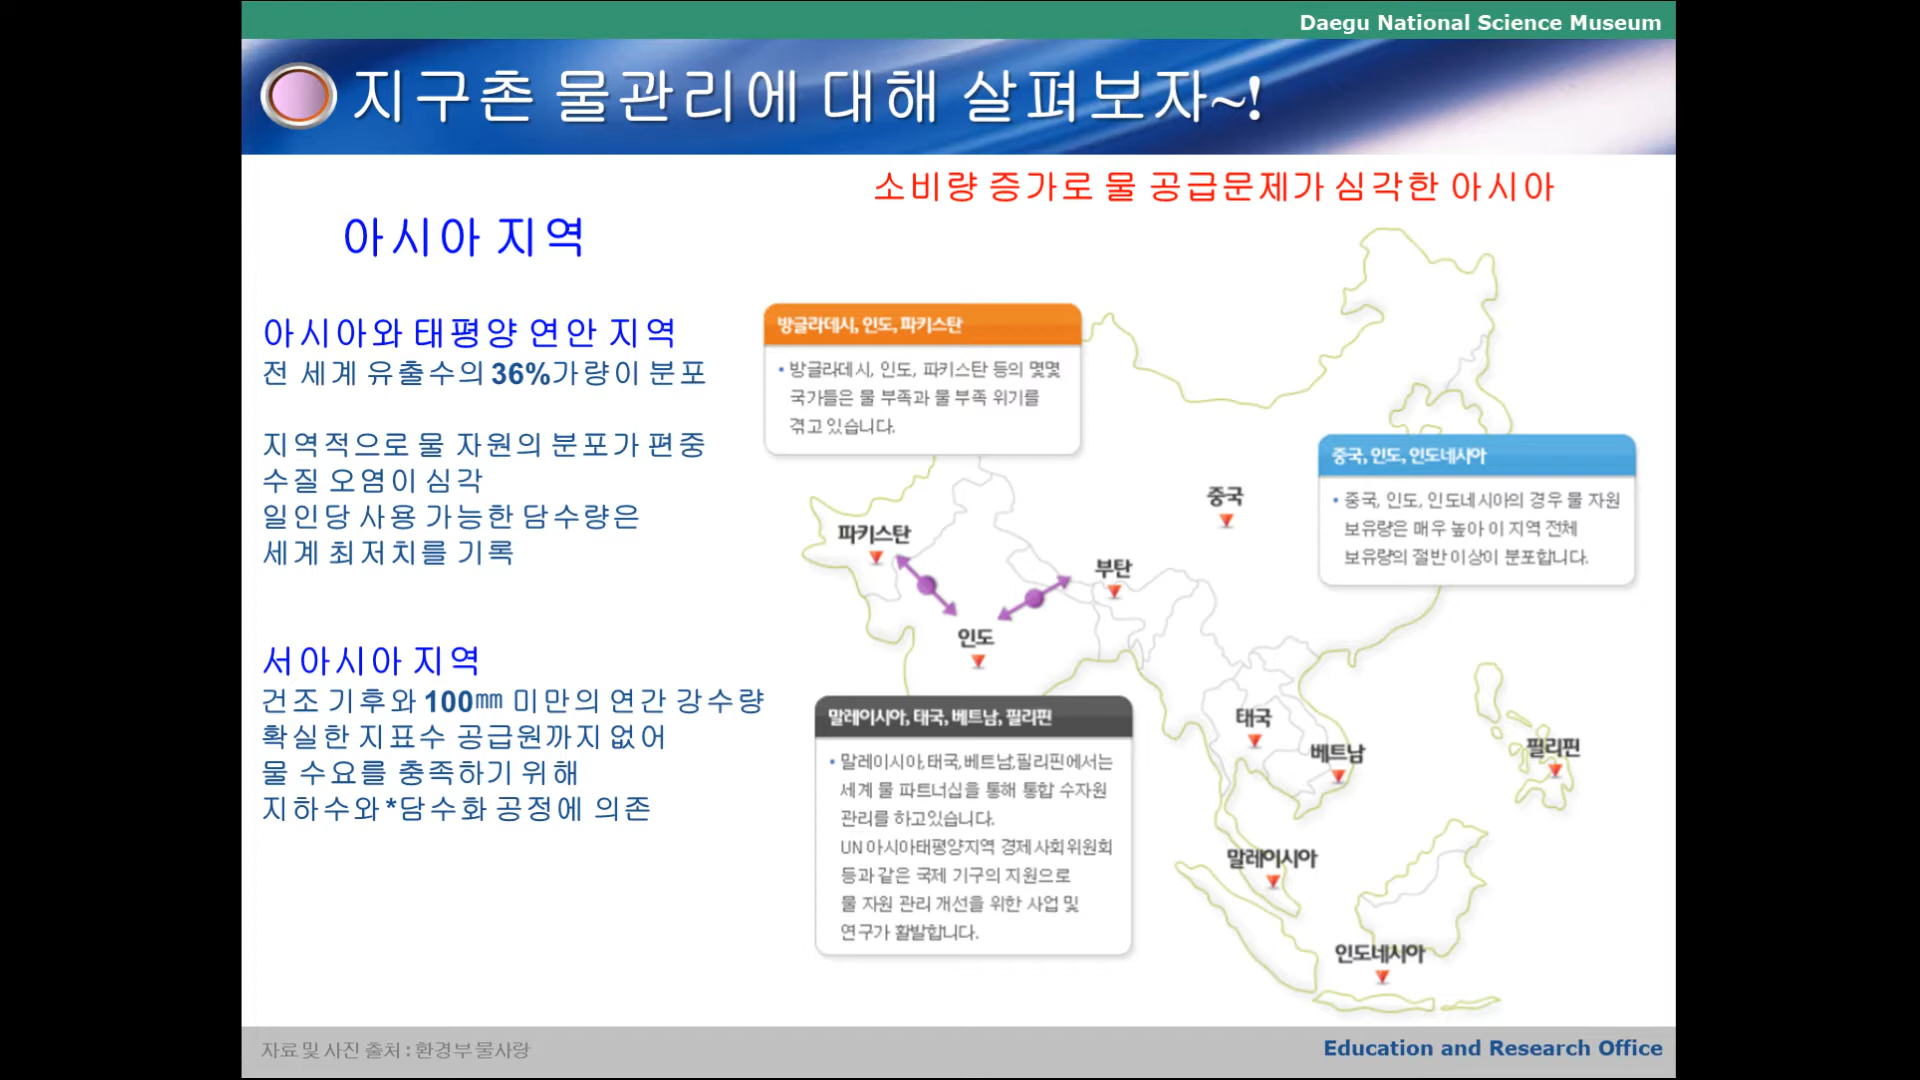 Daegu National Science Museum
지구촌 물관리에 대해 살펴보자~!
소비량 증가로 물 공급문제가 심각한 아시아
아시아 지역
아시아와 태평양 연안 지역
전 세계 유출수의 36%가량이 분포
지역적으로 물 자원의 분포가 편중
수질 오염이 심각
일인당 사용 가능한 담수량은
세계 최저치를 기록
서아시아 지역
건조 기후와 100㎜ 미만의 연간 강수량
확실한 지표수 공급원까지 없어
물 수요를 충족하기 위해
지하수와 *담수화 공정에 의존
방글라데시, 인도, 파키스탄
• 방글라데시, 인도, 파키스탄 등의 몇몇
국가들은 물 부족과 물 부족 위기를
겪고 있습니다.
중국, 인도, 인도네시아
• 중국, 인도, 인도네시아의 경우 물 자원
보유량은 매우 높아 이 지역 전체
보유량의 절반 이상이 분포합니다.
중국
파키스탄
부탄
인도
말레이시아, 태국, 베트남, 필리핀
• 말레이시아,태국,베트남,필리핀에서는
세계 물 파트너십을 통해 통합 수자원
관리를 하고있습니다.
UN 아시아태평양지역 경제사회위원회
등과 같은 국제 기구의 지원으로
물 자원 관리 개선을 위한 사업 및
연구가 활발합니다.
태국
베트남
필리핀
말레이시아
인도네시아
자료 및 사진 출처 : 환경부 물사랑
Education and Research Office